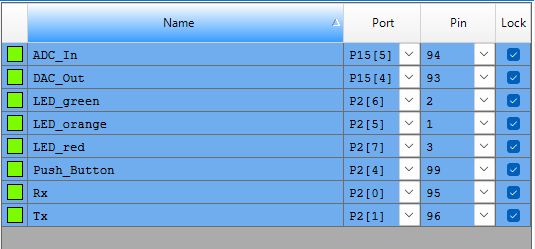 Name Port Pin Lock
ADC_In P15[5] 94
DAC_Out P15[4] 93
LED_green P2[6] 2
LED_orange P2[5] 1
LED_red P2[7] 3
Push_Button P2[4] 99
Rx P2[0] 95
Tx P2[1] 96